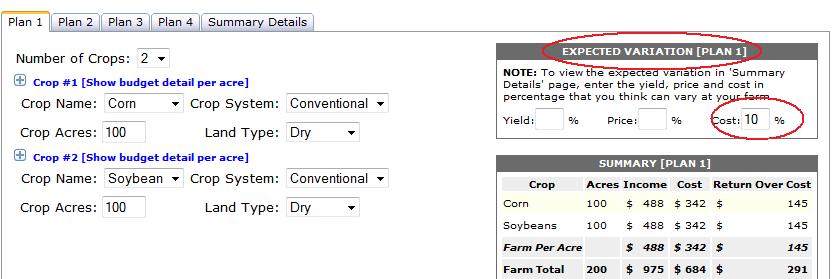 Plan 1 Plan 2 Plan 3 Plan 4 Summary Details
Number of Crops: 2
Crop #1 [Show budget detail per acre]
Crop Name: Corn Crop System: Conventional
Crop Acres: 100 Land Type: Dry
Crop #2 [Show budget detail per acre]
Crop Name: Soybean Crop System: Conventional
Crop Acres: 100 Land Type: Dry
EXPECTED VARIATION [PLAN 1]
NOTE: To view the expected variation in 'Summary
Details' page, enter the yield, price and cost in
percentage that you think can vary at your farm
Yield: % Price: % Cost: 10 %
SUMMARY [PLAN 1]
Crop Acres Income Cost Return Over Cost
Corn 100 $ 488 $ 342 $ 145
Soybeans 100 $ 488 $ 342 $ 145
Farm Per Acre $ 488 $ 342 $ 145
Farm Total 200 $ 975 $ 684 $ 291